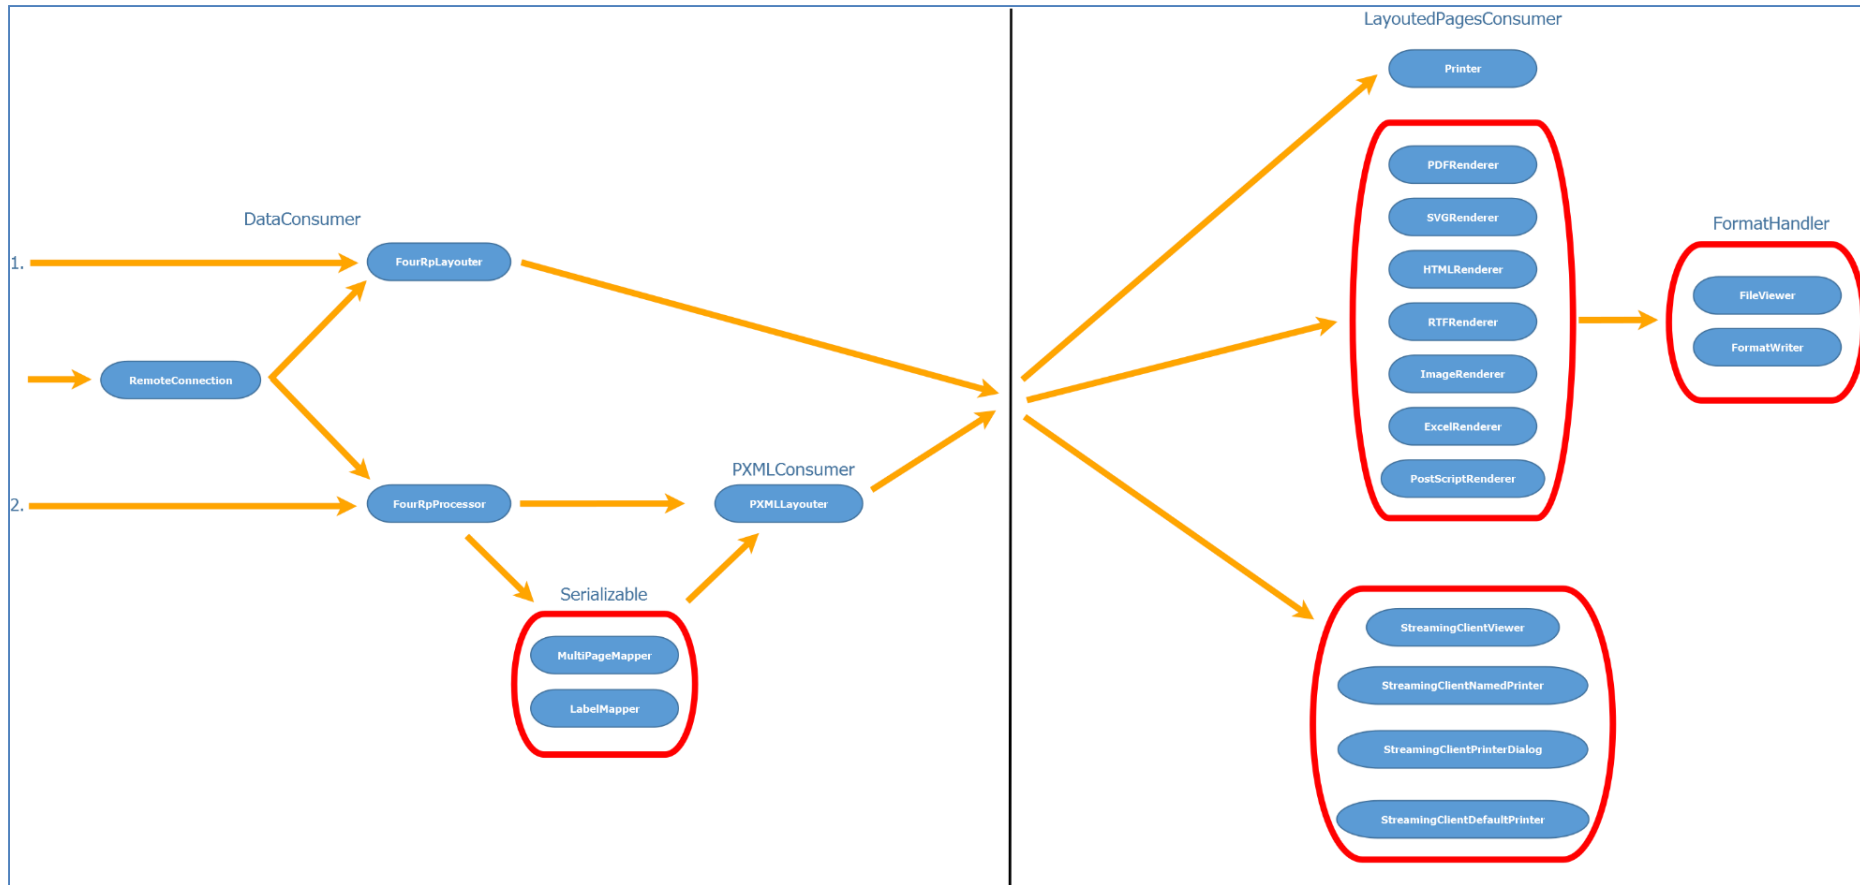 LayoutedPagesConsumer
Printer
PDFRenderer
SVGRenderer
HTMLRenderer
RTFRenderer
ImageRenderer
ExcelRenderer
PostScriptRenderer
FormatHandler
FileViewer
FormatWriter
DataConsumer
1.
FourRpLayouter
RemoteConnection
2.
FourRpProcessor
PXMLConsumer
PXMLLayouter
Serializable
MultiPageMapper
LabelMapper
StreamingClientViewer
StreamingClientNamedPrinter
StreamingClientPrinterDialog
StreamingClientDefaultPrinter